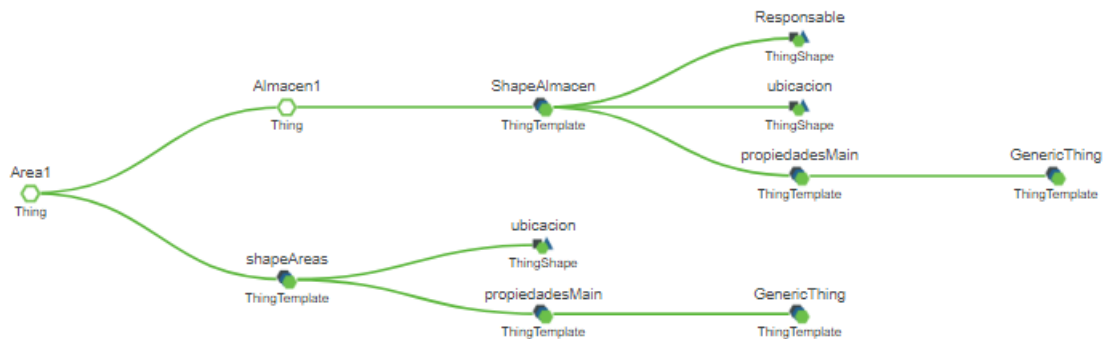 Responsable
ThingShape
Almacen1
Thing
ShapeAlmacen
ThingTemplate
ubicacion
ThingShape
propiedadesMain
ThingTemplate
GenericThing
ThingTemplate
Area1
Thing
ubicacion
ThingShape
shapeAreas
ThingTemplate
propiedadesMain
ThingTemplate
GenericThing
ThingTemplate